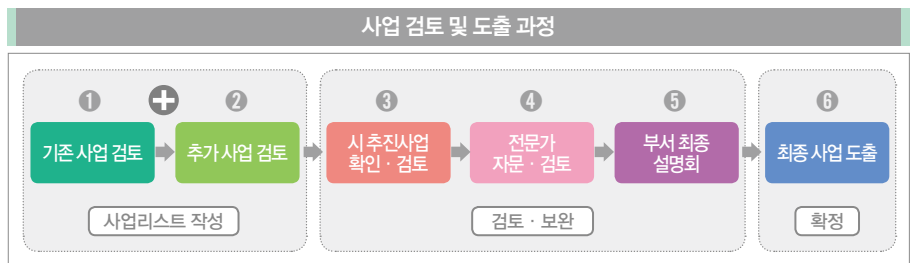 사업 검토 및 도출 과정
1
2
3
4
5
6
기존 사업 검토
추가 사업 검토
시 추진사업
확인 · 검토
전문가
자문 · 검토
부서 최종
설명회
최종 사업 도출
사업리스트 작성
검토 · 보완
확정